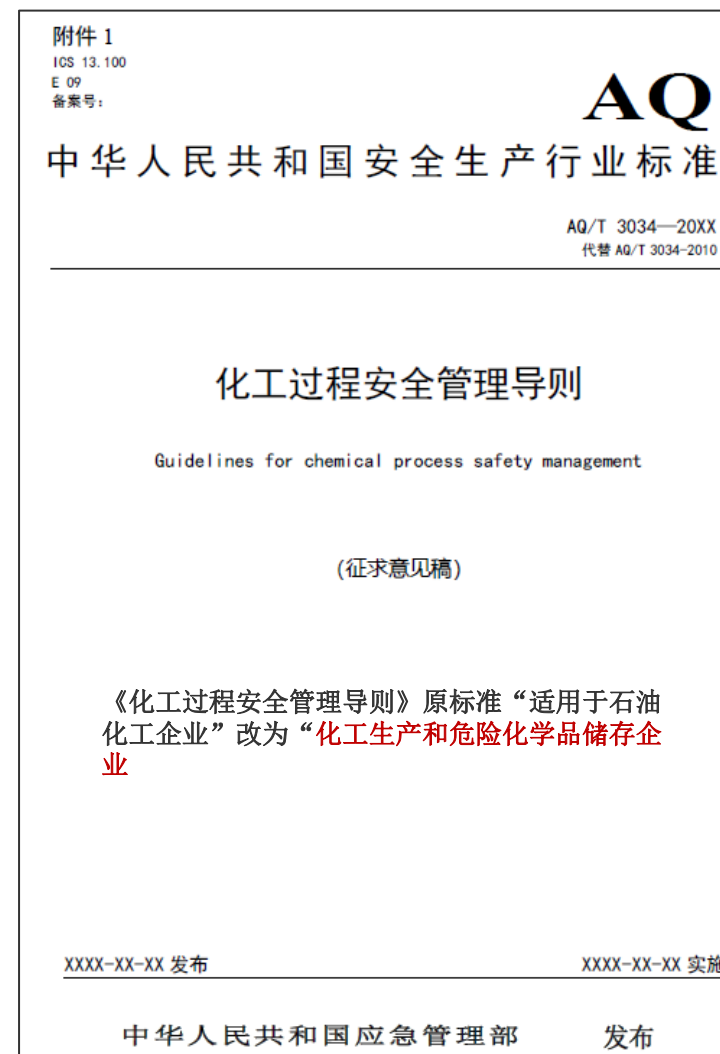 附件 1
ICS 13.100
E 09
备案号：
AQ
中华人民共和国安全生产行业标准
AQ/T 3034—20XX
代替 AQ/T 3034-2010
化工过程安全管理导则
Guidelines for chemical process safety management
(征求意见稿)
《化工过程安全管理导则》原标准“适用于石油
化工企业”改为“化工生产和危险化学品储存企
业
XXXX-XX-XX 发布
XXXX-XX-XX 实施
中华人民共和国应急管理部 发布